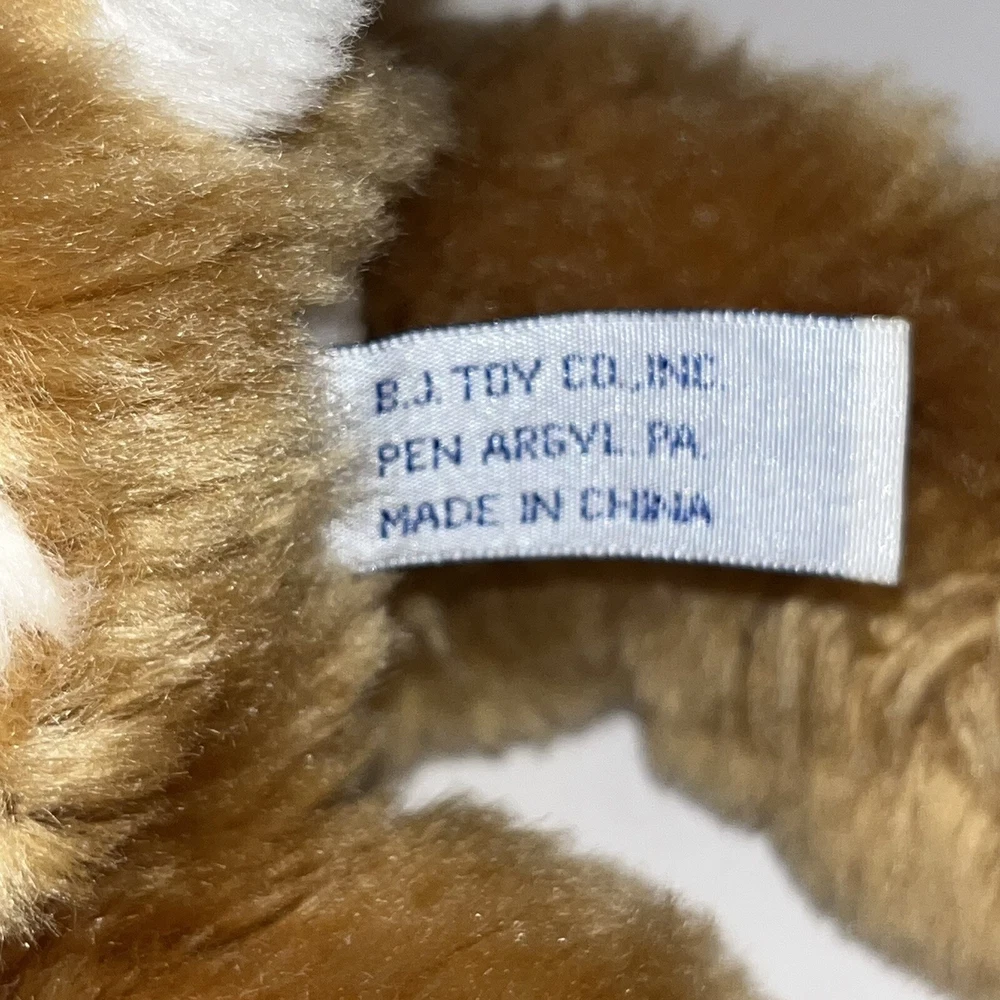 B.J. TOY CO., INC.
PEN ARGYL. PA.
MADE IN CHINA